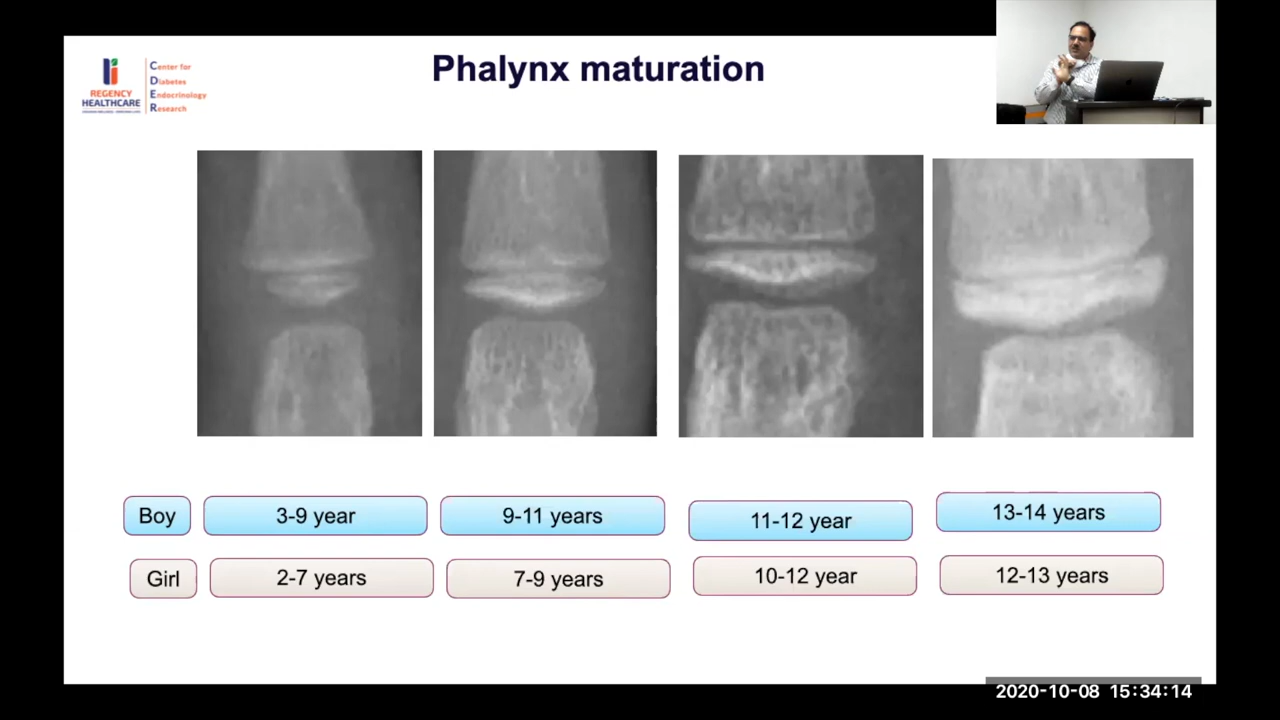 Phalynx maturation
REGENCY
HEALTHCARE
Center for
Diabetes
Endocrinology
Research
Boy
3-9 year
9-11 years
11-12 year
13-14 years
Girl
2-7 years
7-9 years
10-12 year
12-13 years
2020-10-08 15:34:14